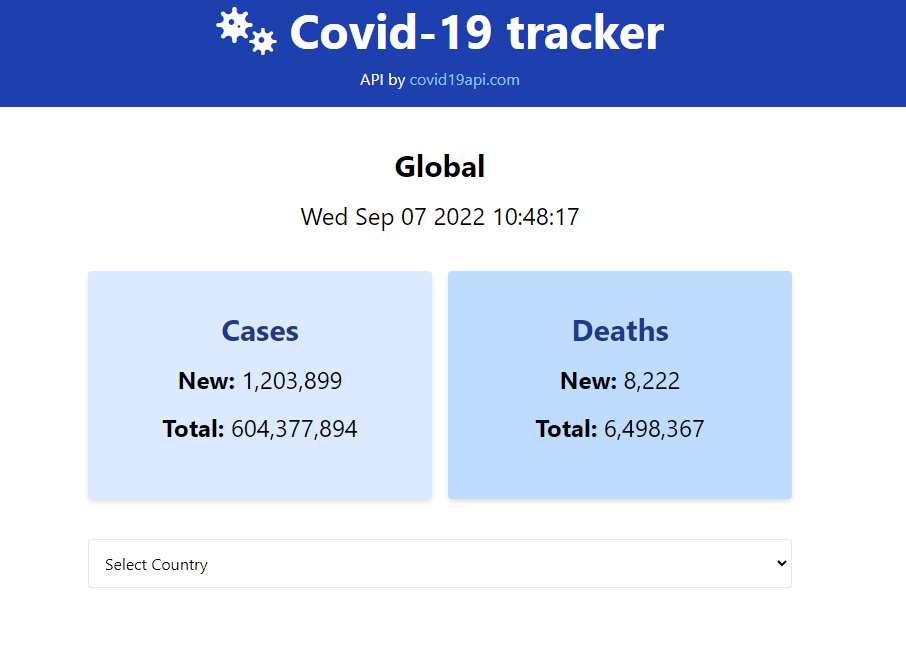 Covid-19 tracker
API by covid19api.com
Global
Wed Sep 07 2022 10:48:17
Cases
New: 1,203,899
Total: 604,377,894
Deaths
New: 8,222
Total: 6,498,367
Select Country